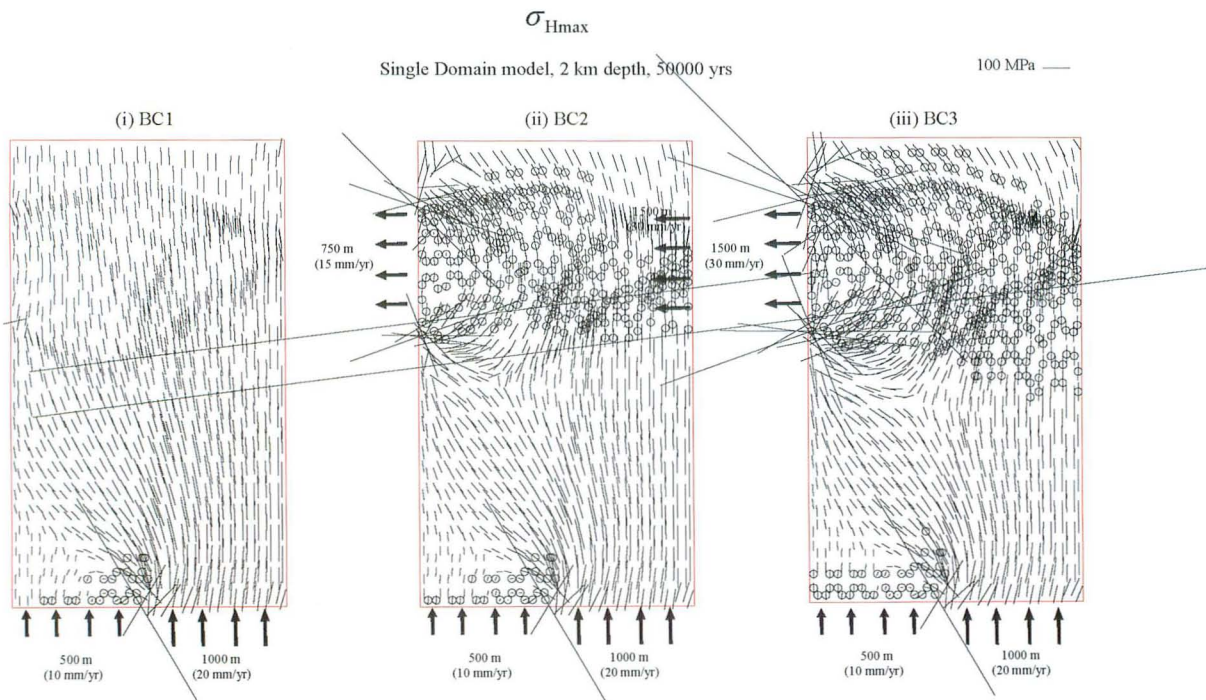 σHmax
Single Domain model, 2 km depth, 50000 yrs
100 MPa
(i) BC1
(ii) BC2
(iii) BC3
750 m
(15 mm/yr)
1500 m
(30 mm/yr)
1500 m
(30 mm/yr)
500 m
(10 mm/yr)
1000 m
(20 mm/yr)
500 m
(10 mm/yr)
1000 m
(20 mm/yr)
500 m
(10 mm/yr)
1000 m
(20 mm/yr)